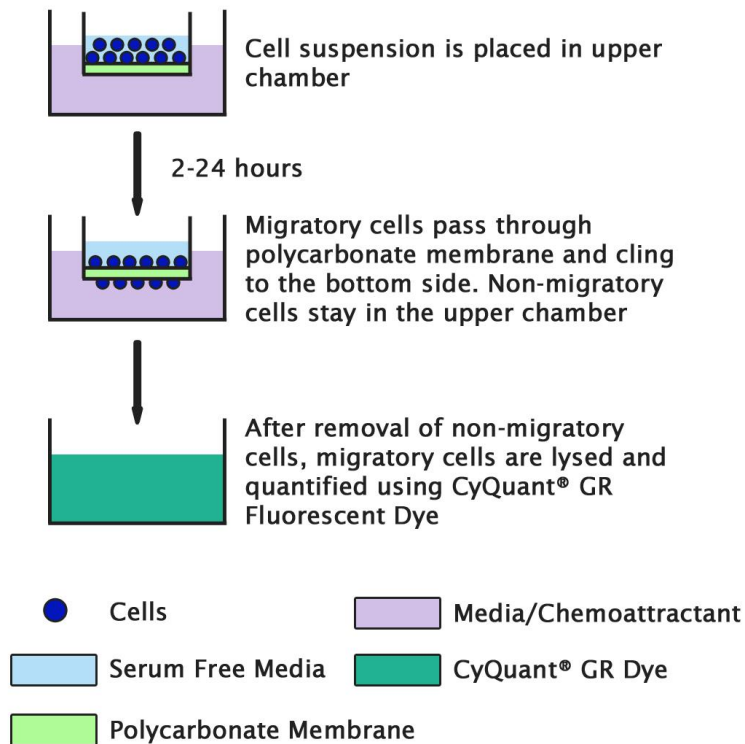 Cell suspension is placed in upper
chamber
2-24 hours
Migratory cells pass through
polycarbonate membrane and cling
to the bottom side. Non-migratory
cells stay in the upper chamber
After removal of non-migratory
cells, migratory cells are lysed and
quantified using CyQuant® GR
Fluorescent Dye
Cells
Media/Chemoattractant
Serum Free Media
CyQuant® GR Dye
Polycarbonate Membrane